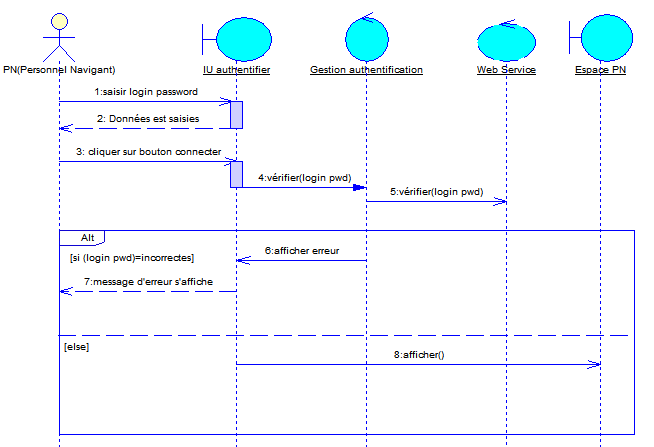 PN(Personnel Navigant)
IU authentifier
Gestion authentification
Web Service
Espace PN
1:saisir login password
2: Données est saisies
3: cliquer sur bouton connecter
4:vérifier(login pwd)
5:vérifier(login pwd)
Alt
[si (login pwd)=incorrectes]
6:afficher erreur
7:message d'erreur s'affiche
[else]
8:afficher()